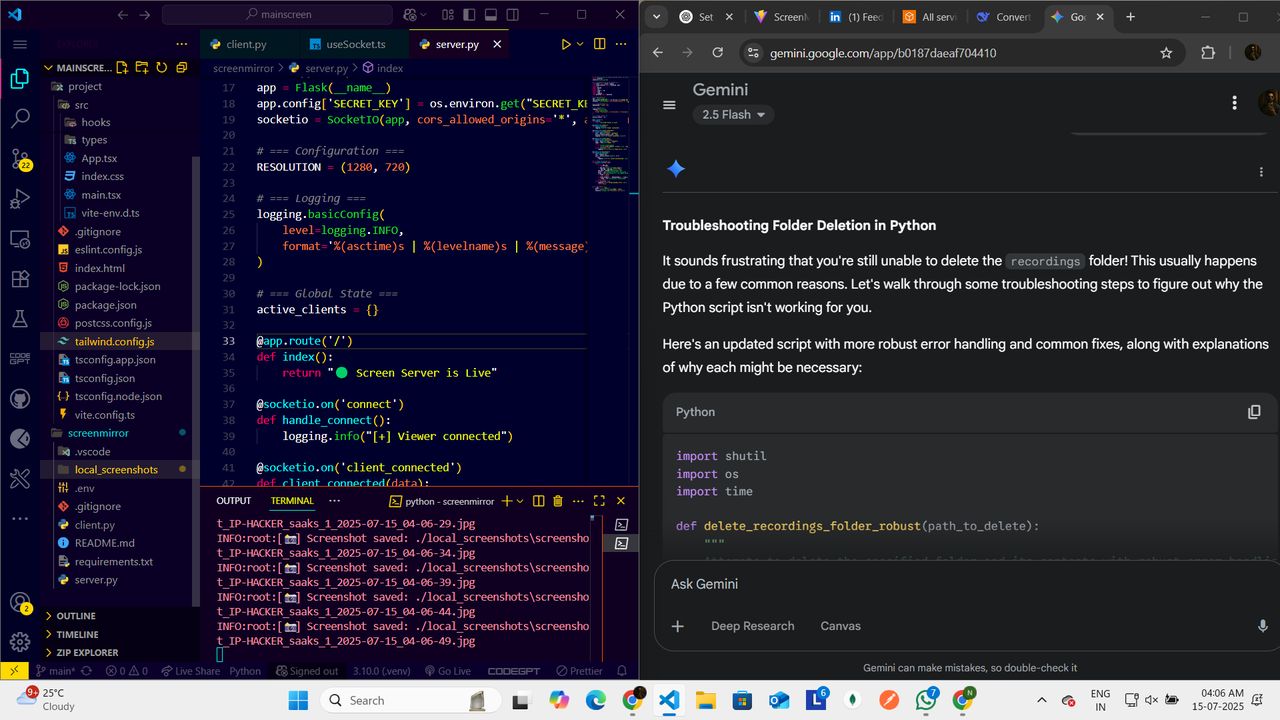 mainscreen
Set
ScreenM
(1) Feec
All servi
Convert
Goo
client.py
useSocket.ts
server.py
gemini.google.com/app/b0187daeaf704410
MAINSCRE...
project
src
hooks
types
App.tsx
index.css
main.tsx
vite-env.d.ts
.gitignore
eslint.config.js
index.html
package-lock.json
package.json
postcss.config.js
tailwind.config.js
tsconfig.app.json
tsconfig.json
tsconfig.node.json
vite.config.ts
screenmirror
.vscode
local_screenshots
.env
.gitignore
client.py
README.md
requirements.txt
server.py
OUTLINE
TIMELINE
ZIP EXPLORER
22
2
CODE
GPT
screenmirror > server.py > index
17 app = Flask(__name__)
18 app.config['SECRET_KEY'] = os.environ.get("SECRET_KE
19 socketio = SocketIO(app, cors_allowed_origins='*', a
20
21 # === Configuration ===
22 RESOLUTION = (1280, 720)
23
24 # === Logging ===
25 logging.basicConfig(
26 level=logging.INFO,
27 format='%(asctime)s | %(levelname)s | %(message)
28 )
29
30 # === Global State ===
31 active_clients = {}
32
33 @app.route('/')
34 def index():
35 return "🟢 Screen Server is Live"
36
37 @socketio.on('connect')
38 def handle_connect():
39 logging.info("[+] Viewer connected")
40
41 @socketio.on('client_connected')
42 def client_connected(data):
OUTPUT TERMINAL ... python - screenmirror
t_IP-HACKER_saaks_1_2025-07-15_04-06-29.jpg
INFO:root:[📸] Screenshot saved: ./local_screenshots\screensho
t_IP-HACKER_saaks_1_2025-07-15_04-06-34.jpg
INFO:root:[📸] Screenshot saved: ./local_screenshots\screensho
t_IP-HACKER_saaks_1_2025-07-15_04-06-39.jpg
INFO:root:[📸] Screenshot saved: ./local_screenshots\screensho
t_IP-HACKER_saaks_1_2025-07-15_04-06-44.jpg
INFO:root:[📸] Screenshot saved: ./local_screenshots\screensho
t_IP-HACKER_saaks_1_2025-07-15_04-06-49.jpg
main* 0 0 Live Share Python Signed out 3.10.0 (.venv) Go Live CODEGPT Prettier
Gemini
2.5 Flash
Troubleshooting Folder Deletion in Python
It sounds frustrating that you're still unable to delete the recordings folder! This usually happens
due to a few common reasons. Let's walk through some troubleshooting steps to figure out why the
Python script isn't working for you.
Here's an updated script with more robust error handling and common fixes, along with explanations
of why each might be necessary:
Python
import shutil
import os
import time
def delete_recordings_folder_robust(path_to_delete):
"""
Ask Gemini
Deep Research Canvas
Gemini can make mistakes, so double-check it
9+
25°C
Cloudy
Search
6
7
N
ENG
IN
04:06 AM
15-07-2025